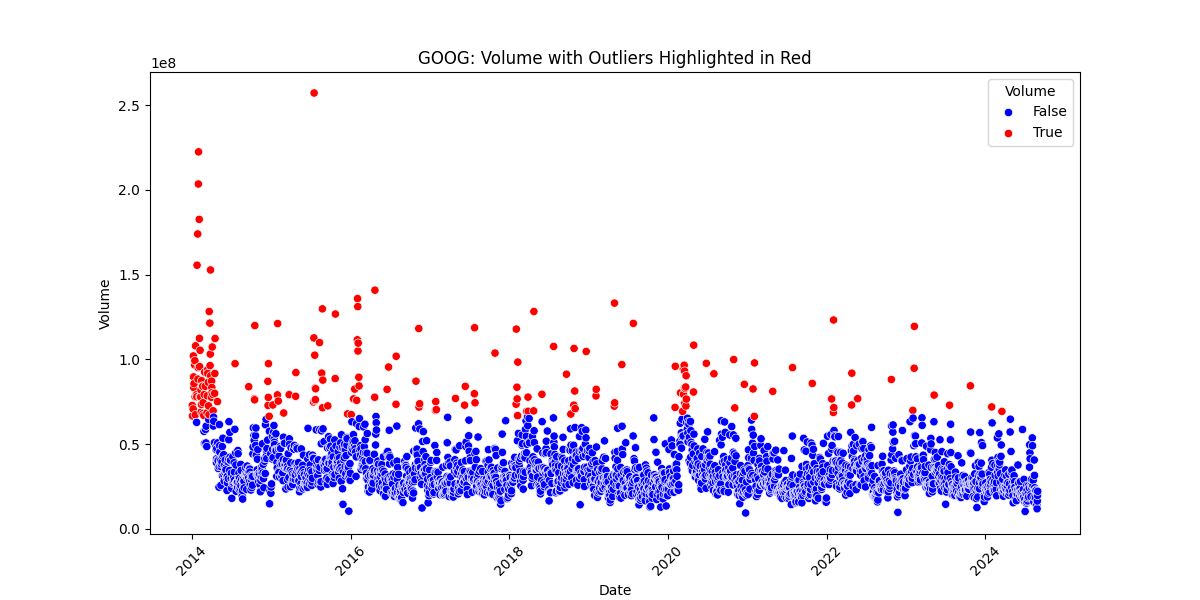 GOOG: Volume with Outliers Highlighted in Red
1e8
Volume
False
True
2.5
2.0
1.5
1.0
0.5
0.0
Volume
2014
2016
2018
2020
2022
2024
Date